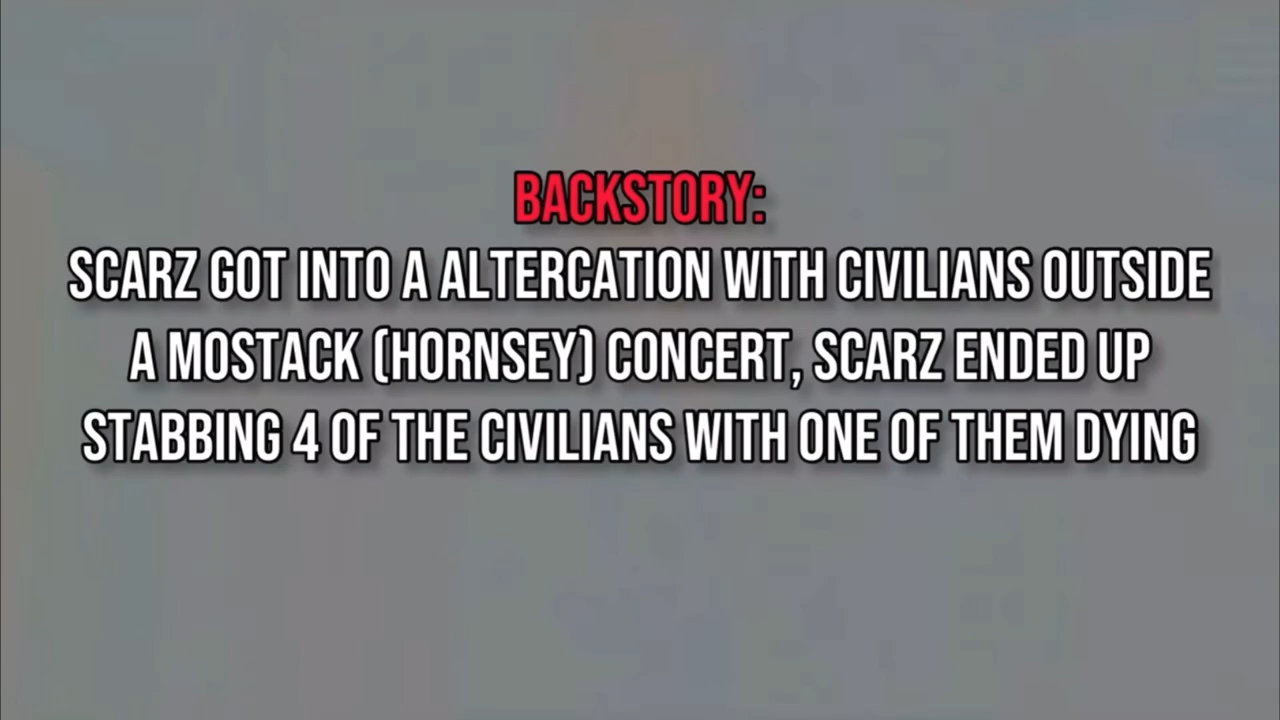 BACKSTORY:
SCARZ GOT INTO A ALTERCATION WITH CIVILIANS OUTSIDE
A MOSTACK (HORNSEY) CONCERT, SCARZ ENDED UP
STABBING 4 OF THE CIVILIANS WITH ONE OF THEM DYING